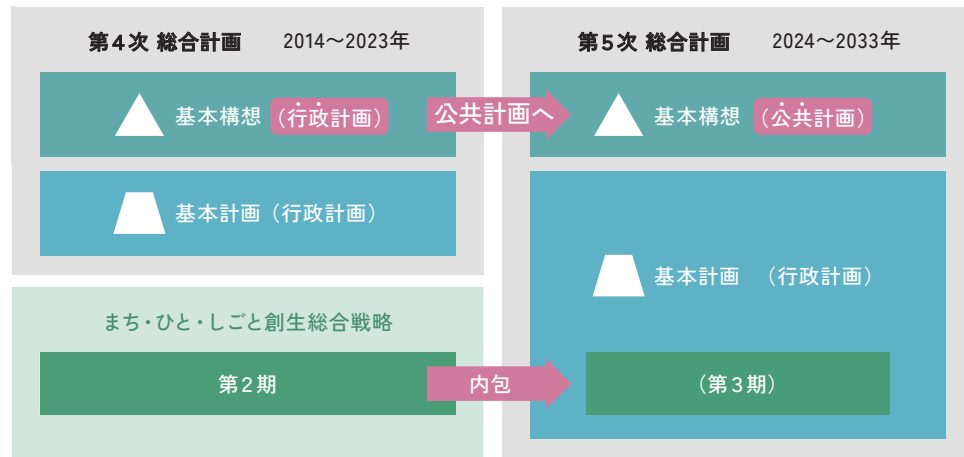 第4次 総合計画 2014〜2023年
基本構想 （行政計画）
基本計画（行政計画）
まち・ひと・しごと創生総合戦略
第2期
公共計画へ
内包
第5次 総合計画 2024〜2033年
基本構想 （公共計画）
基本計画 （行政計画）
（第3期）